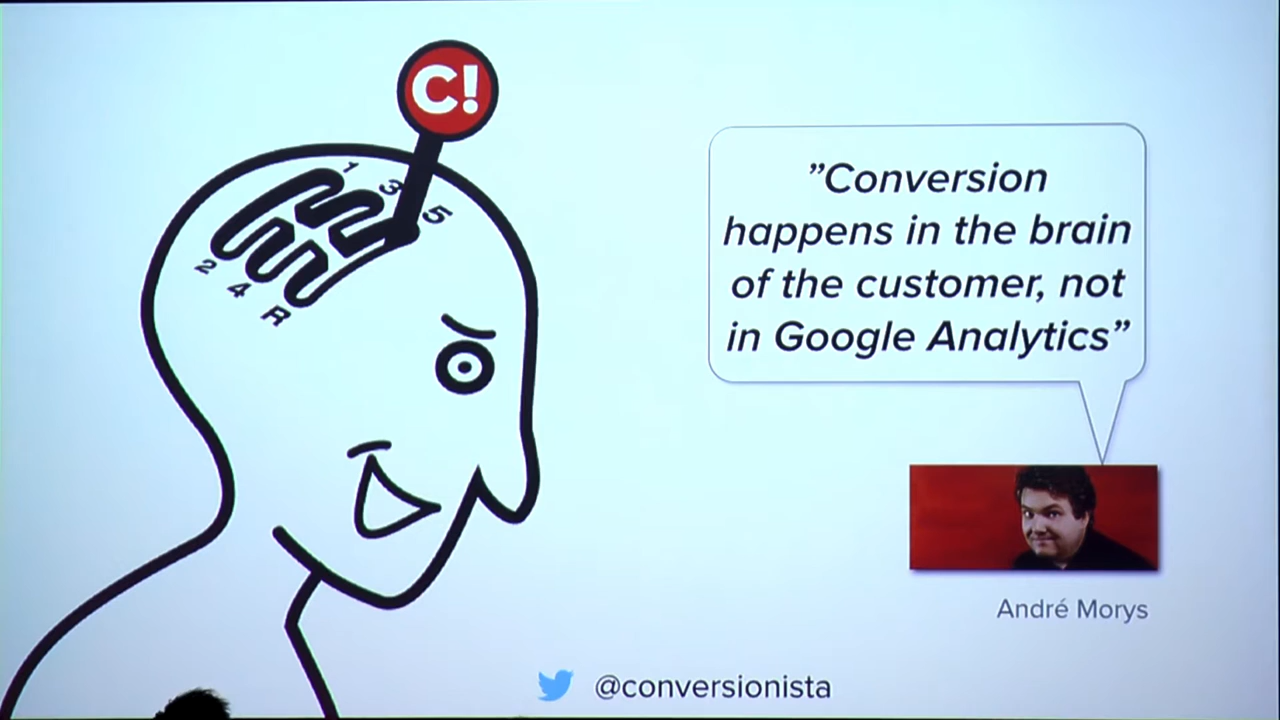 C!
1 3 5
2 4 R
”Conversion
happens in the brain
of the customer, not
in Google Analytics”
André Morys
@conversionista